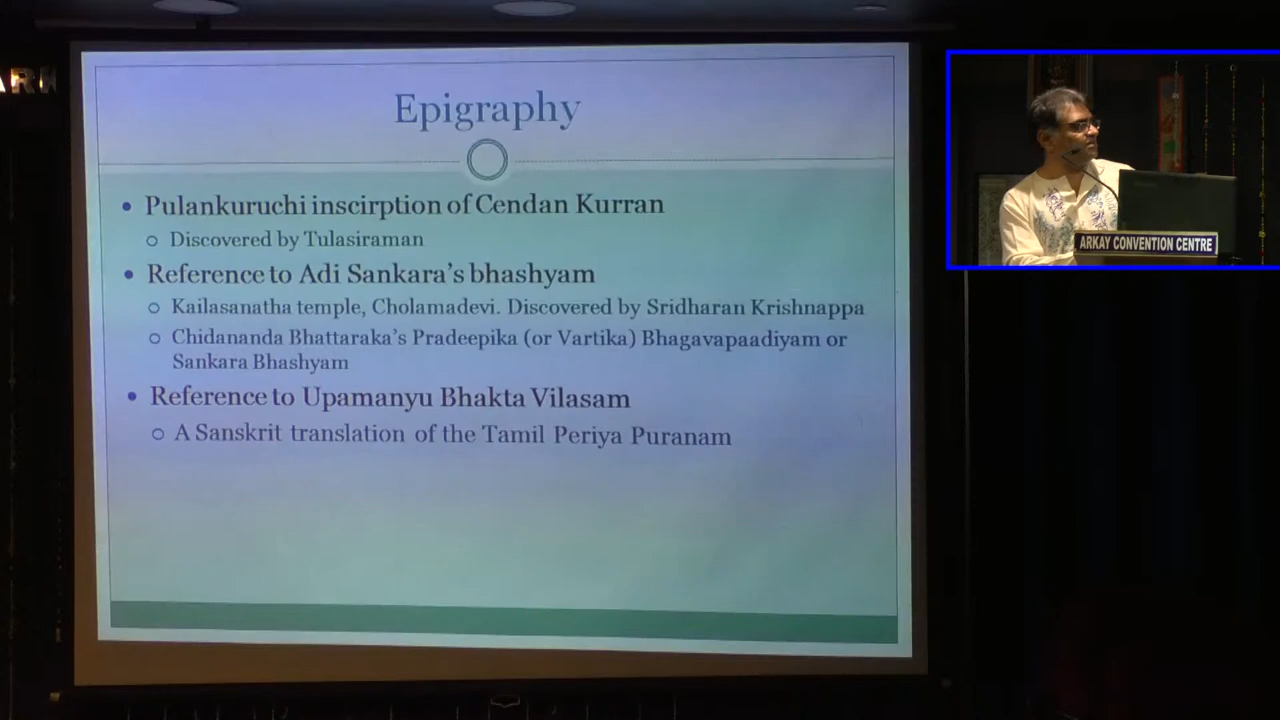 ARK
Epigraphy
• Pulankuruchi inscirption of Cendan Kurran
○ Discovered by Tulasiraman
• Reference to Adi Sankara's bhashyam
○ Kailasanatha temple, Cholamadevi. Discovered by Sridharan Krishnappa
○ Chidananda Bhattaraka's Pradeepika (or Vartika) Bhagavapaadiyam or
Sankara Bhashyam
• Reference to Upamanyu Bhakta Vilasam
○ A Sanskrit translation of the Tamil Periya Puranam
ARKAY CONVENTION CENTRE